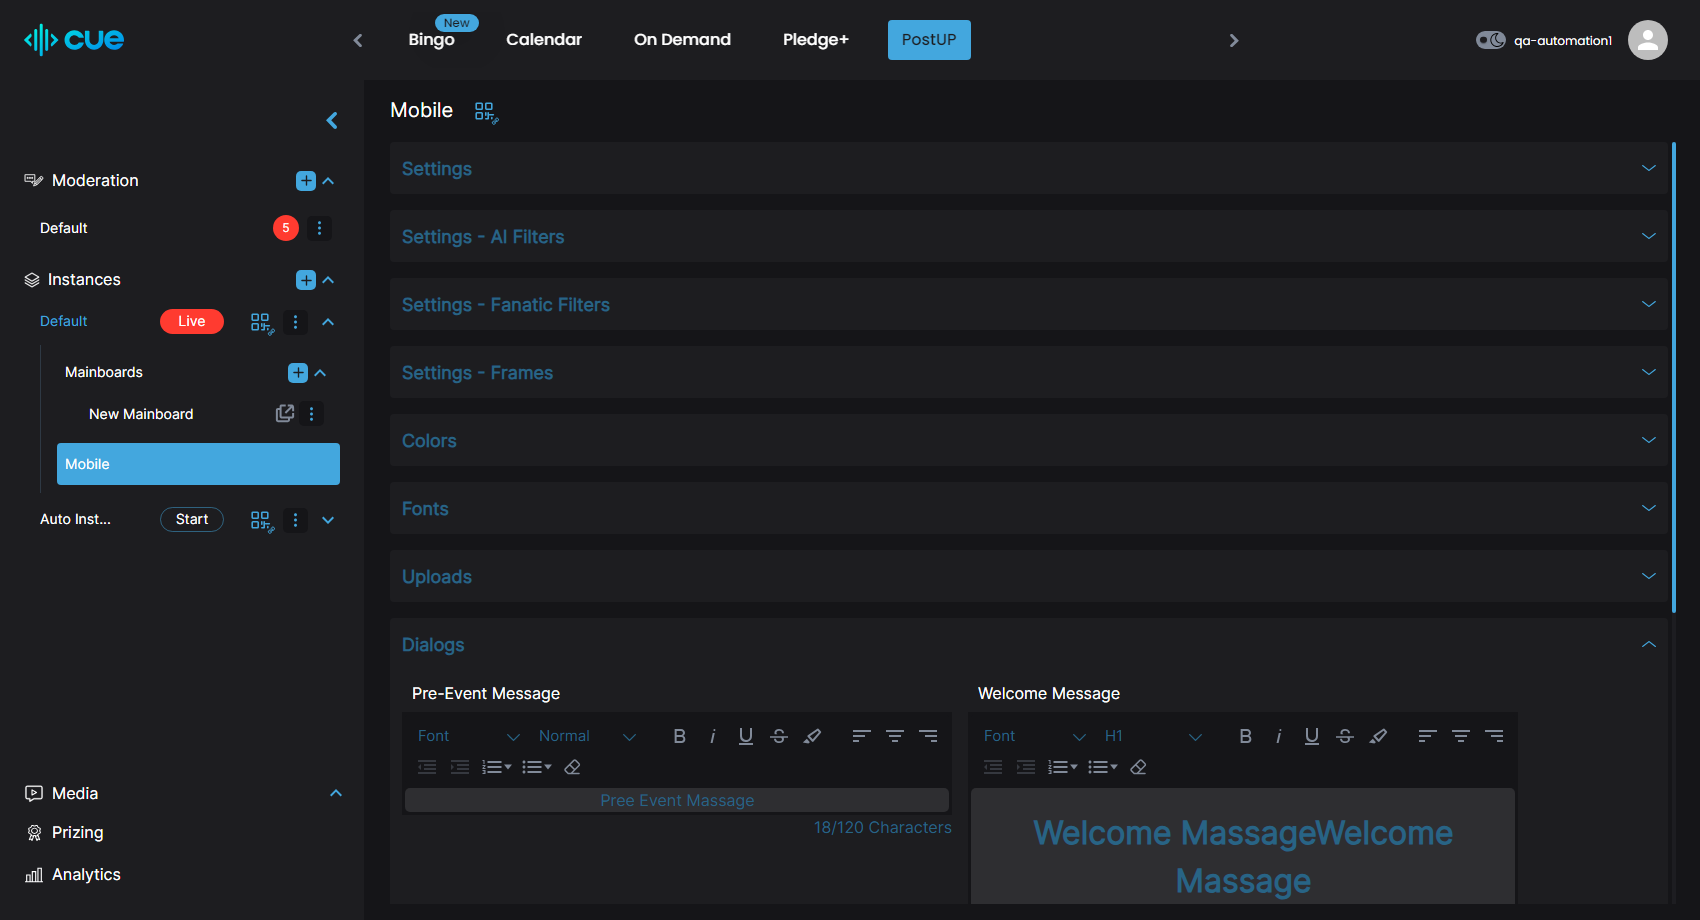 cue
New
Bingo
Calendar
On Demand
Pledge+
PostUP
qa-automation1
Moderation
Default
5
Instances
Default
Live
Mainboards
New Mainboard
Mobile
Auto Inst...
Start
Media
Prizing
Analytics
Mobile
Settings
Settings - AI Filters
Settings - Fanatic Filters
Settings - Frames
Colors
Fonts
Uploads
Dialogs
Pre-Event Message
Font
Normal
B
i
U
S
Pree Event Massage
18/120 Characters
Welcome Message
Font
H1
B
i
U
S
Welcome MassageWelcome
Massage